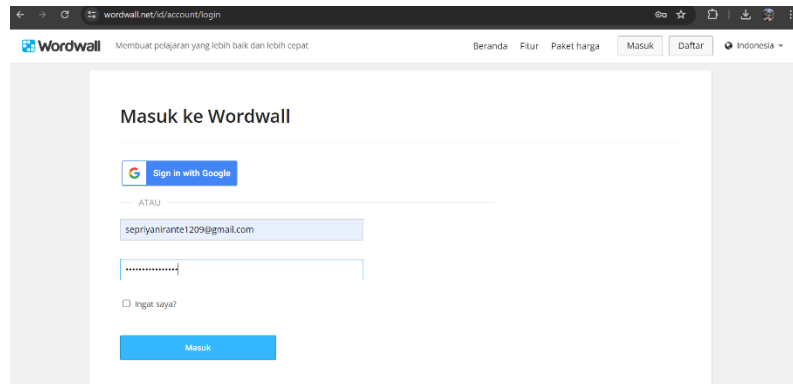 wordwall.net/id/account/login
Wordwall Membuat pelajaran yang lebih baik dan lebih cepat Beranda Fitur Paket harga Masuk Daftar Indonesia
Masuk ke Wordwall
G Sign in with Google
ATAU
sepriyanirante1209@gmail.com
•••••••••••••••
Ingat saya?
Masuk